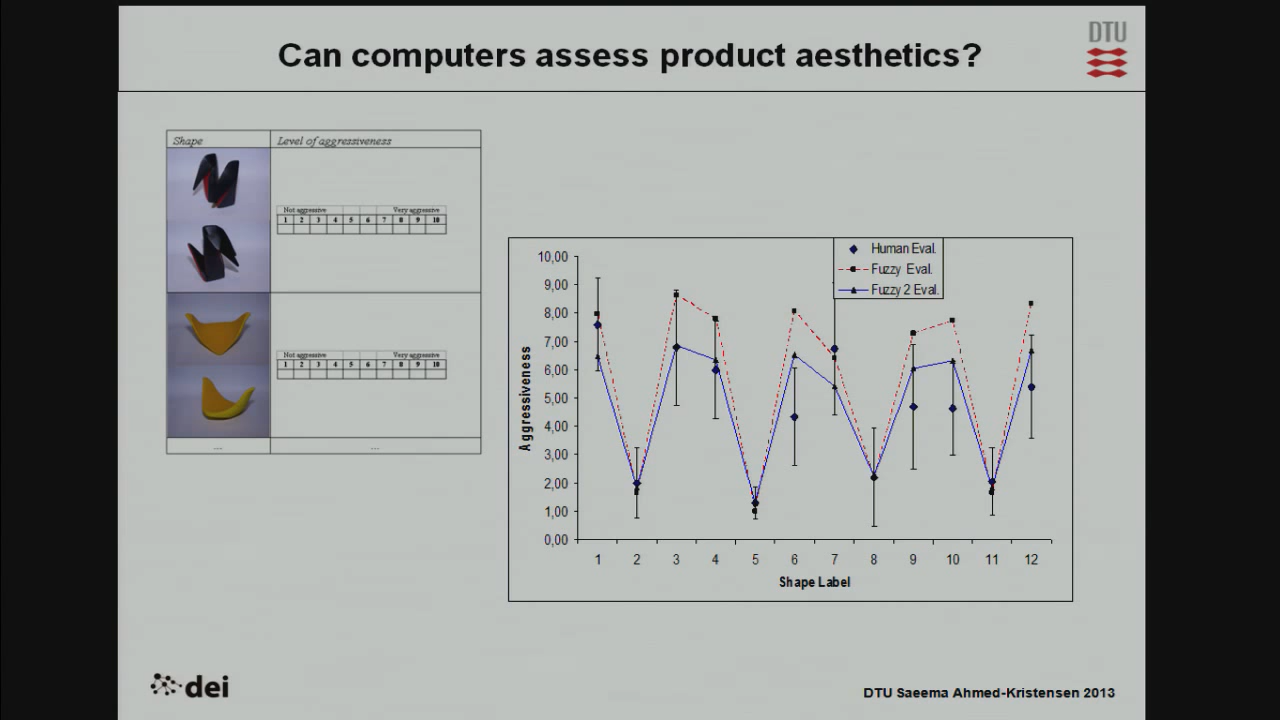 Can computers assess product aesthetics?
DTU
Shape Level of aggressiveness
Not aggressive Very aggressive
1 2 3 4 5 6 7 8 9 10
Not aggressive Very aggressive
1 2 3 4 5 6 7 8 9 10
... ...
Human Eval.
Fuzzy Eval.
Fuzzy 2 Eval.
Aggressiveness
10,00
9,00
8,00
7,00
6,00
5,00
4,00
3,00
2,00
1,00
0,00
1 2 3 4 5 6 7 8 9 10 11 12
Shape Label
dei
DTU Saeema Ahmed-Kristensen 2013